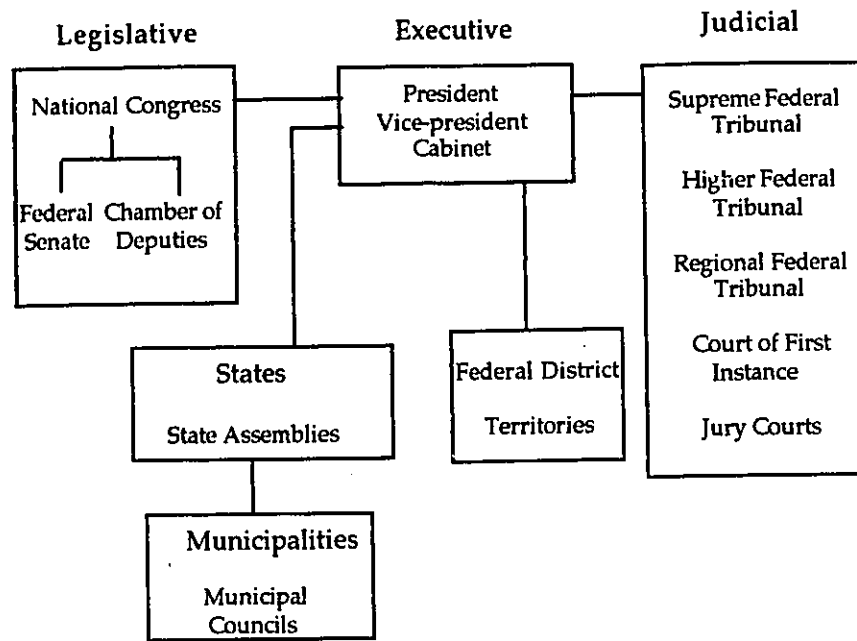 Legislative
Executive
Judicial
National Congress
Federal
Senate
Chamber of
Deputies
President
Vice-president
Cabinet
Supreme Federal
Tribunal
Higher Federal
Tribunal
Regional Federal
Tribunal
Court of First
Instance
Jury Courts
States
State Assemblies
Federal District
Territories
Municipalities
Municipal
Councils